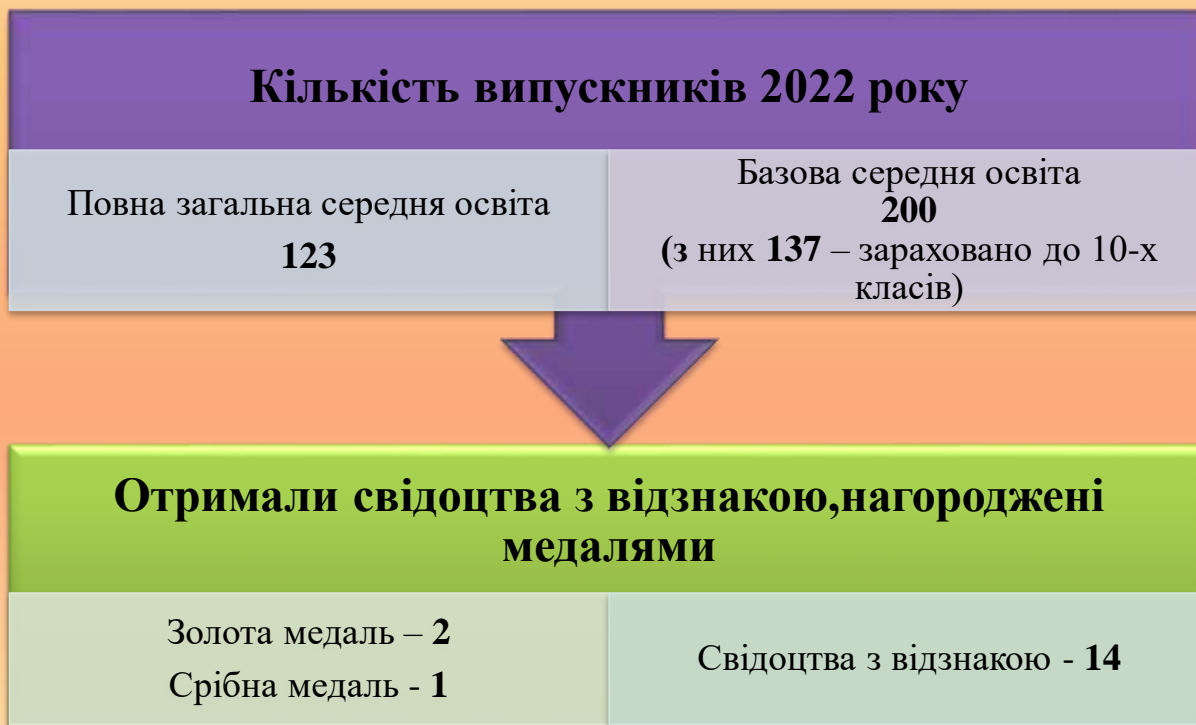 Кількість випускників 2022 року
Повна загальна середня освіта
123
Базова середня освіта
200
(з них 137 – зараховано до 10-х
класів)
Отримали свідоцтва з відзнакою,нагороджені
медалями
Золота медаль – 2
Срібна медаль - 1
Свідоцтва з відзнакою - 14